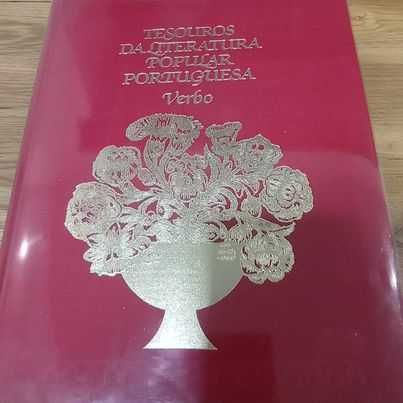 TESOUROS
DA LITERATURA
POPULAR
PORTUGUESA
Verbo